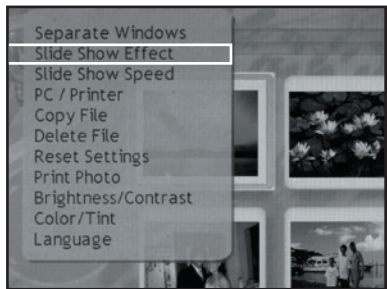 Separate Windows
Slide Show Effect
Slide Show Speed
PC / Printer
Copy File
Delete File
Reset Settings
Print Photo
Brightness/Contrast
Color/Tint
Language